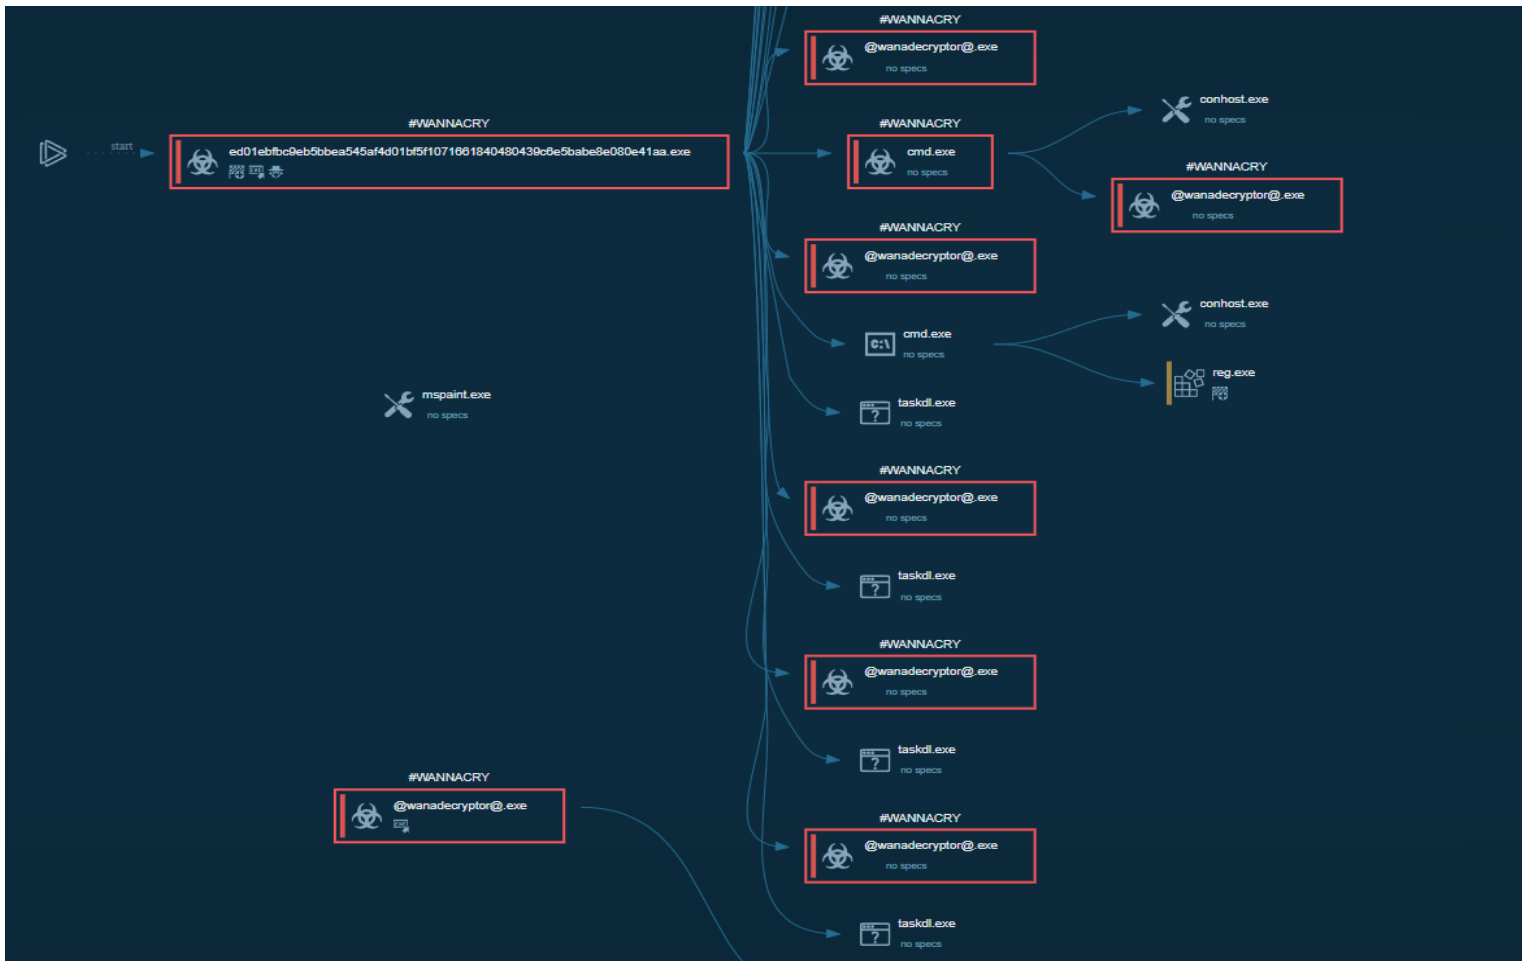 #WANNACRY
@wanadecryptor@.exe
no specs
start
#WANNACRY
ed01ebfbc9eb5bbea545af4d01bf5f1071661840480439c6e5babe8e080e41aa.exe
#WANNACRY
cmd.exe
no specs
conhost.exe
no specs
#WANNACRY
@wanadecryptor@.exe
no specs
#WANNACRY
@wanadecryptor@.exe
no specs
cmd.exe
no specs
conhost.exe
no specs
reg.exe
mspaint.exe
no specs
taskdl.exe
no specs
#WANNACRY
@wanadecryptor@.exe
no specs
taskdl.exe
no specs
#WANNACRY
@wanadecryptor@.exe
no specs
taskdl.exe
no specs
#WANNACRY
@wanadecryptor@.exe
#WANNACRY
@wanadecryptor@.exe
no specs
taskdl.exe
no specs